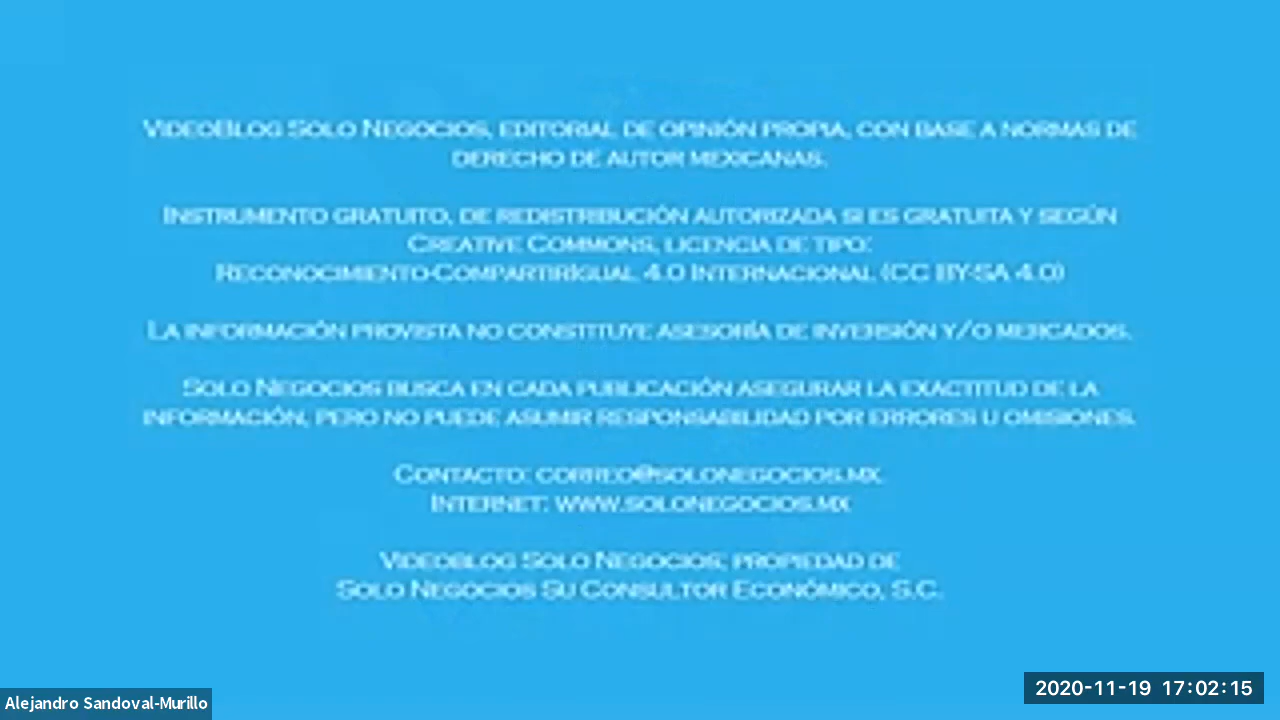 VideoBlog Solo Negocios, editorial de opinión propia, con base a normas de
derecho de autor mexicanas.
Instrumento gratuito, de redistribución autorizada si es gratuita y según
Creative Commons, licencia de tipo:
Reconocimiento-CompartirIgual 4.0 Internacional (CC BY-SA 4.0)
La información provista no constituye asesoría de inversión y/o mercados.
Solo Negocios busca en cada publicación asegurar la exactitud de la
información, pero no puede asumir responsabilidad por errores u omisiones.
Contacto: correo@solonegocios.mx
Internet: www.solonegocios.mx
Videoblog Solo Negocios; propiedad de
Solo Negocios Su Consultor Económico, S.C.
Alejandro Sandoval-Murillo
2020-11-19 17:02:15